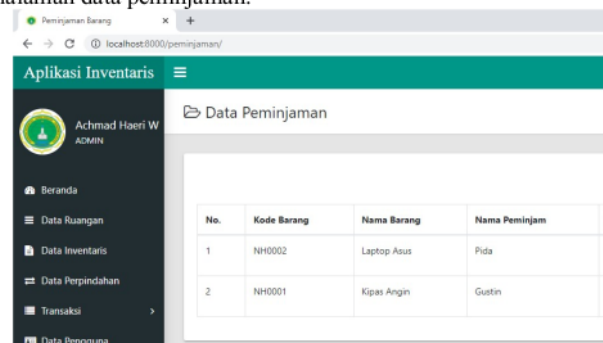 halaman data peminjaman.
Peminjaman Barang
localhost:8000/peminjaman/
Aplikasi Inventaris
Achmad Haeri W
ADMIN
Data Peminjaman
Beranda
Data Ruangan
Data Inventaris
Data Perpindahan
Transaksi
Data Pengguna
No. Kode Barang Nama Barang Nama Peminjam
1 NH0002 Laptop Asus Pida
2 NH0001 Kipas Angin Gustin